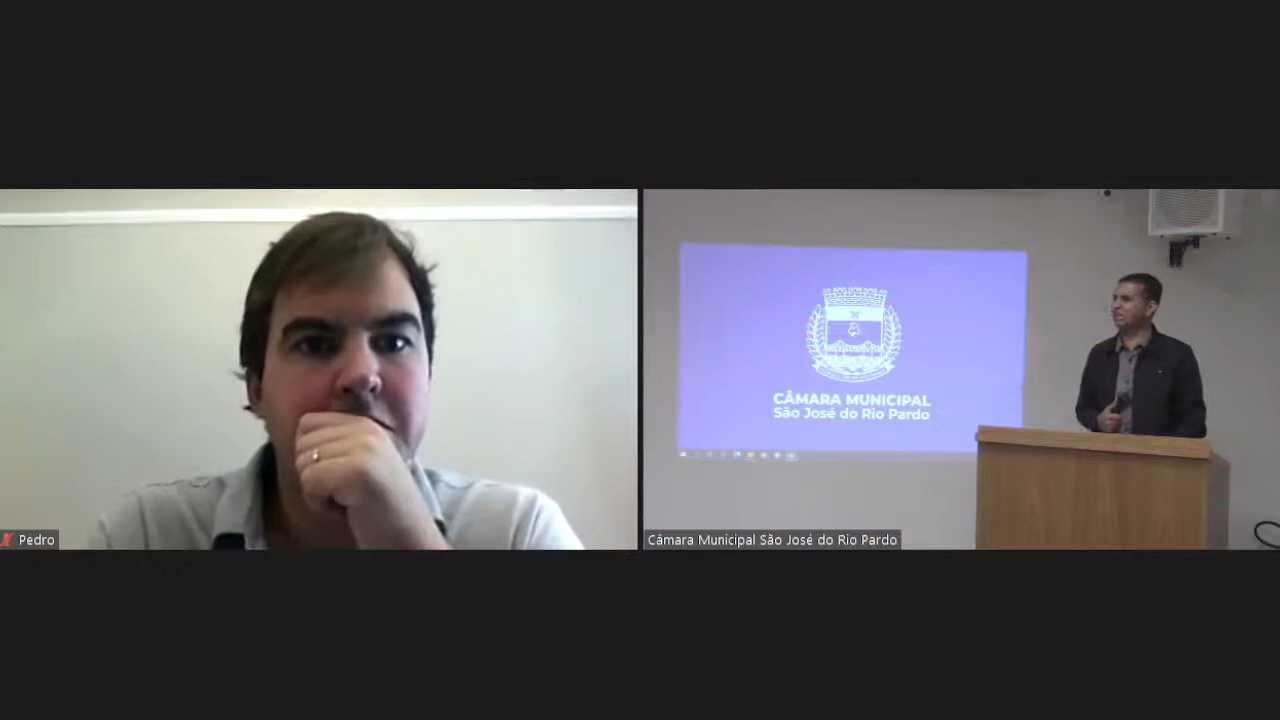 CÂMARA MUNICIPAL
São José do Rio Pardo
Pedro
Câmara Municipal São José do Rio Pardo